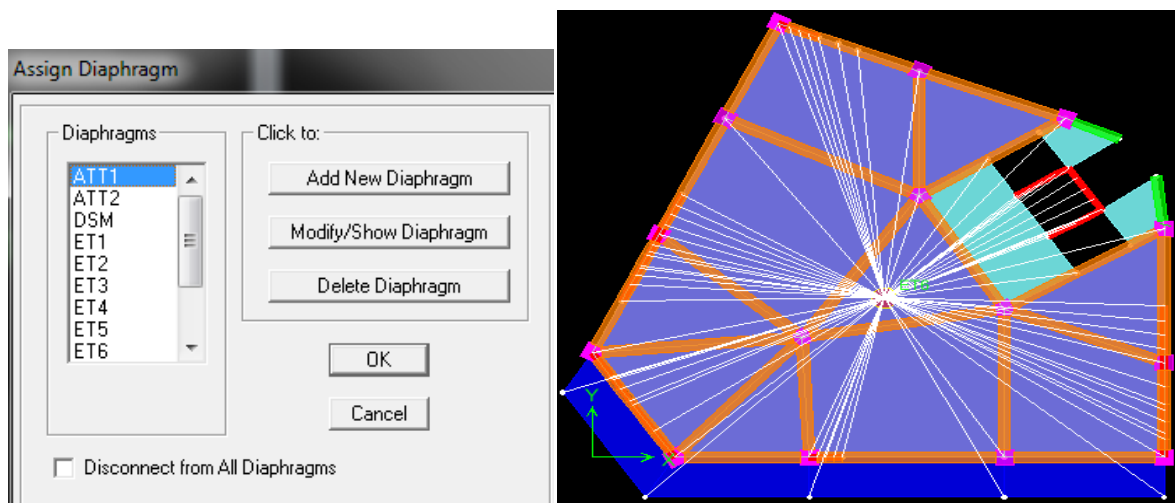 Assign Diaphragm
Diaphragms
ATT1
ATT2
DSM
ET1
ET2
ET3
ET4
ET5
ET6
Click to:
Add New Diaphragm
Modify/Show Diaphragm
Delete Diaphragm
OK
Cancel
Disconnect from All Diaphragms
Y
X